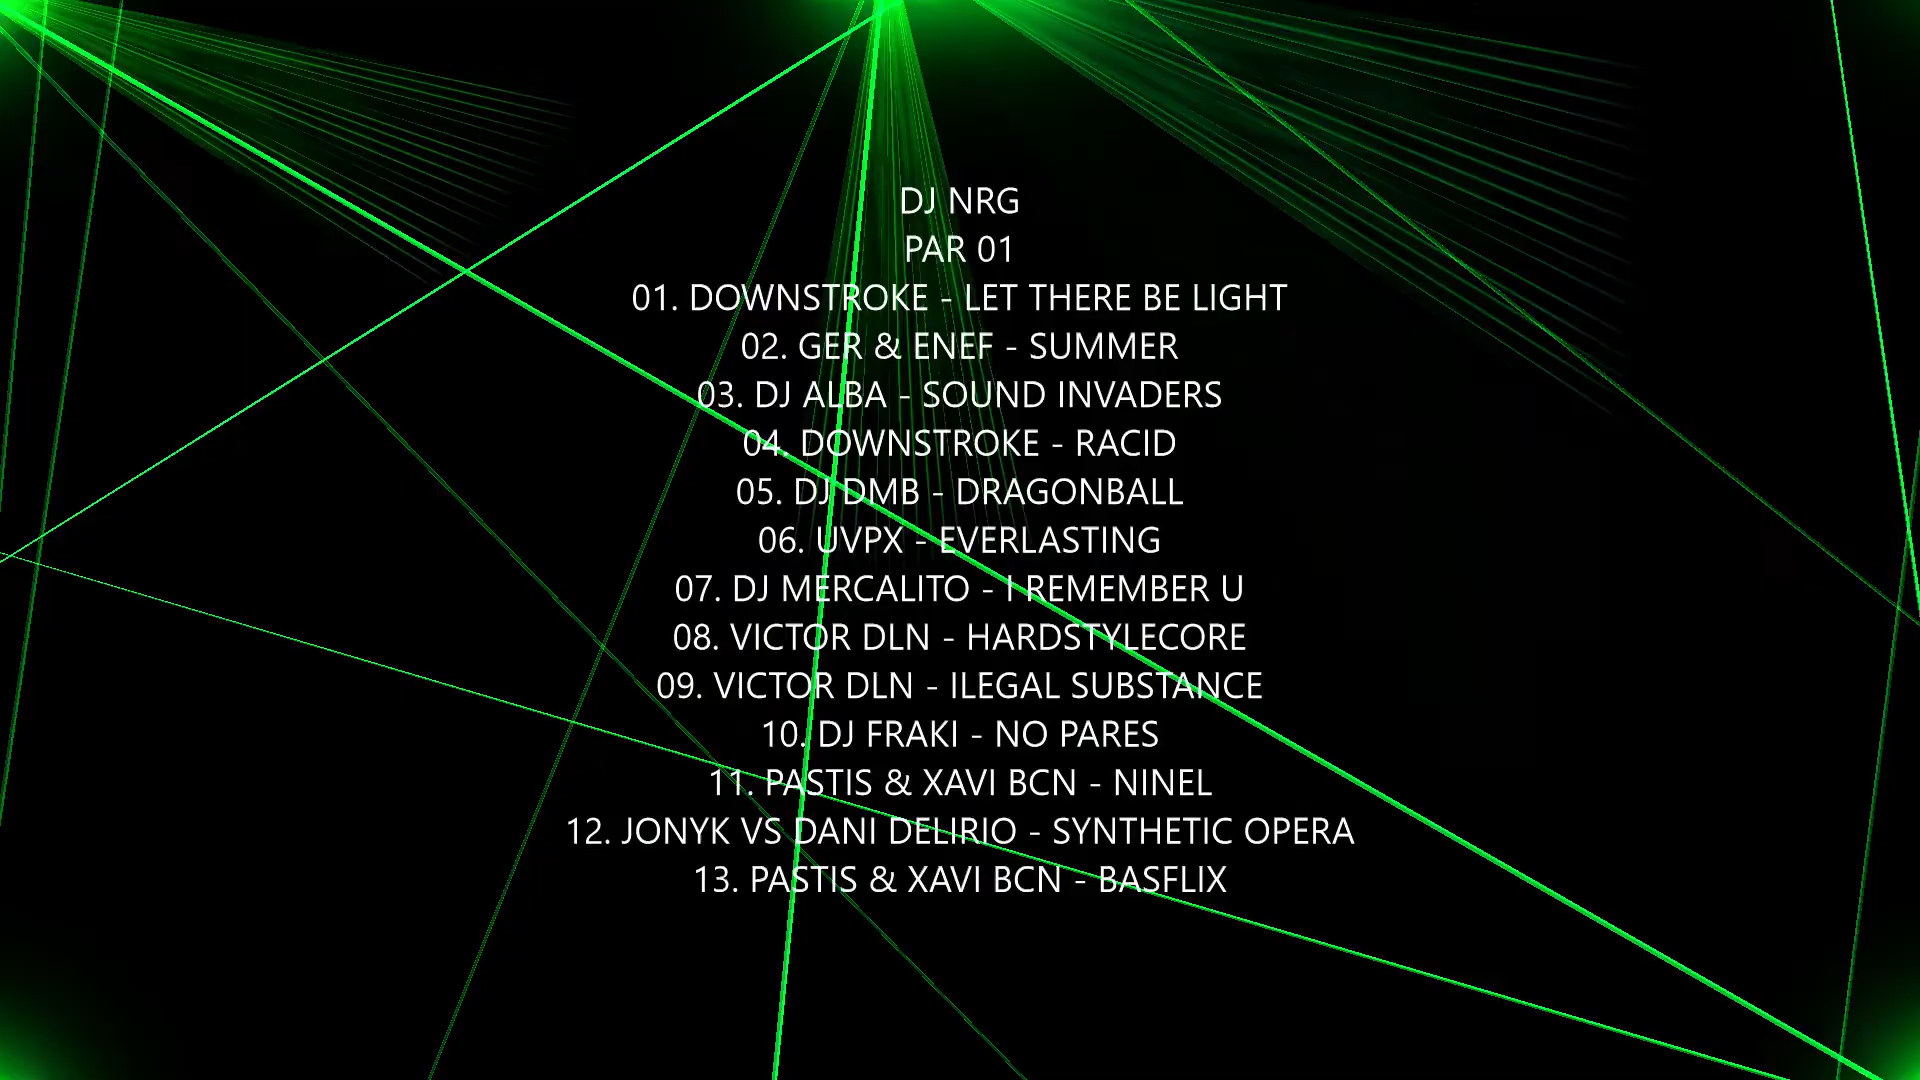 DJ NRG
PAR 01
01. DOWNSTROKE - LET THERE BE LIGHT
02. GER & ENEF - SUMMER
03. DJ ALBA - SOUND INVADERS
04. DOWNSTROKE - RACID
05. DJ DMB - DRAGONBALL
06. UVPX - EVERLASTING
07. DJ MERCALITO - I REMEMBER U
08. VICTOR DLN - HARDSTYLECORE
09. VICTOR DLN - ILEGAL SUBSTANCE
10. DJ FRAKI - NO PARES
11. PASTIS & XAVI BCN - NINEL
12. JONYK VS DANI DELIRIO - SYNTHETIC OPERA
13. PASTIS & XAVI BCN - BASFLIX